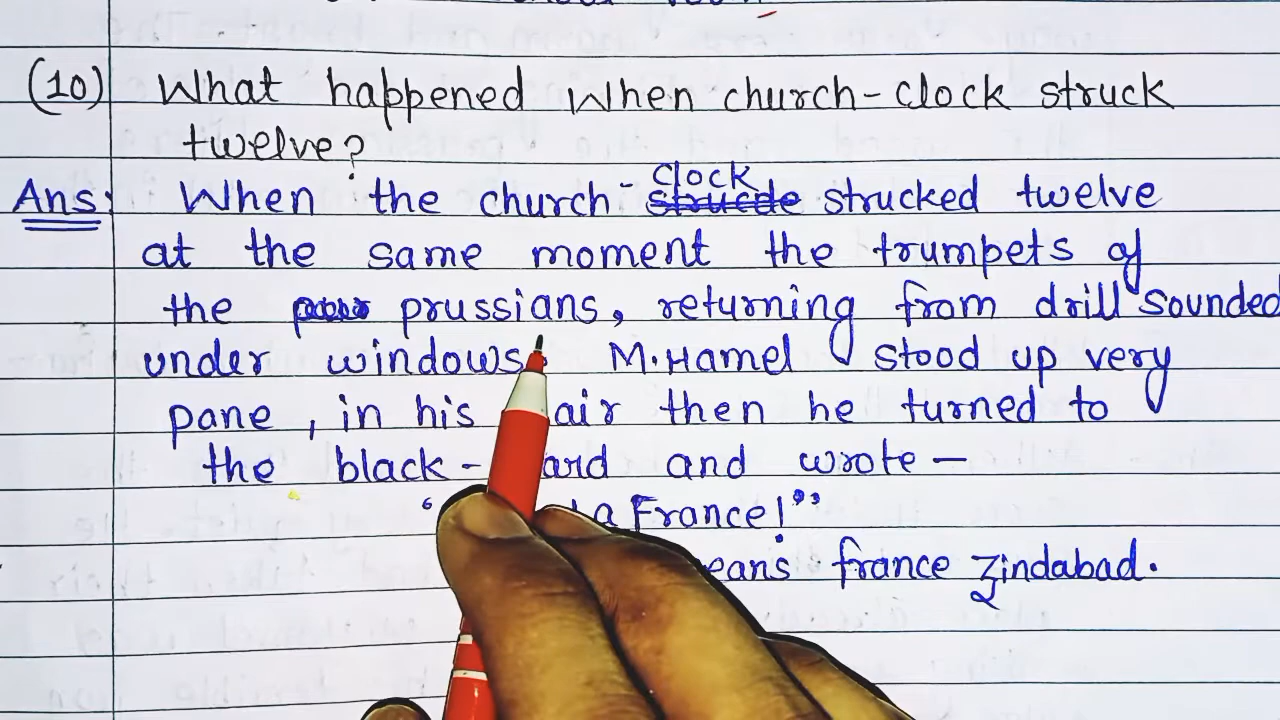 (10) What happened when church-clock struck
twelve?
Ans: When the church-clock strucked twelve
at the same moment the trumpets of
the prussians, returning from drill sounded
under windows. M.Hamel stood up very
pane, in his then he turned to
the black- and wrote-
France!"
france Zindabad.